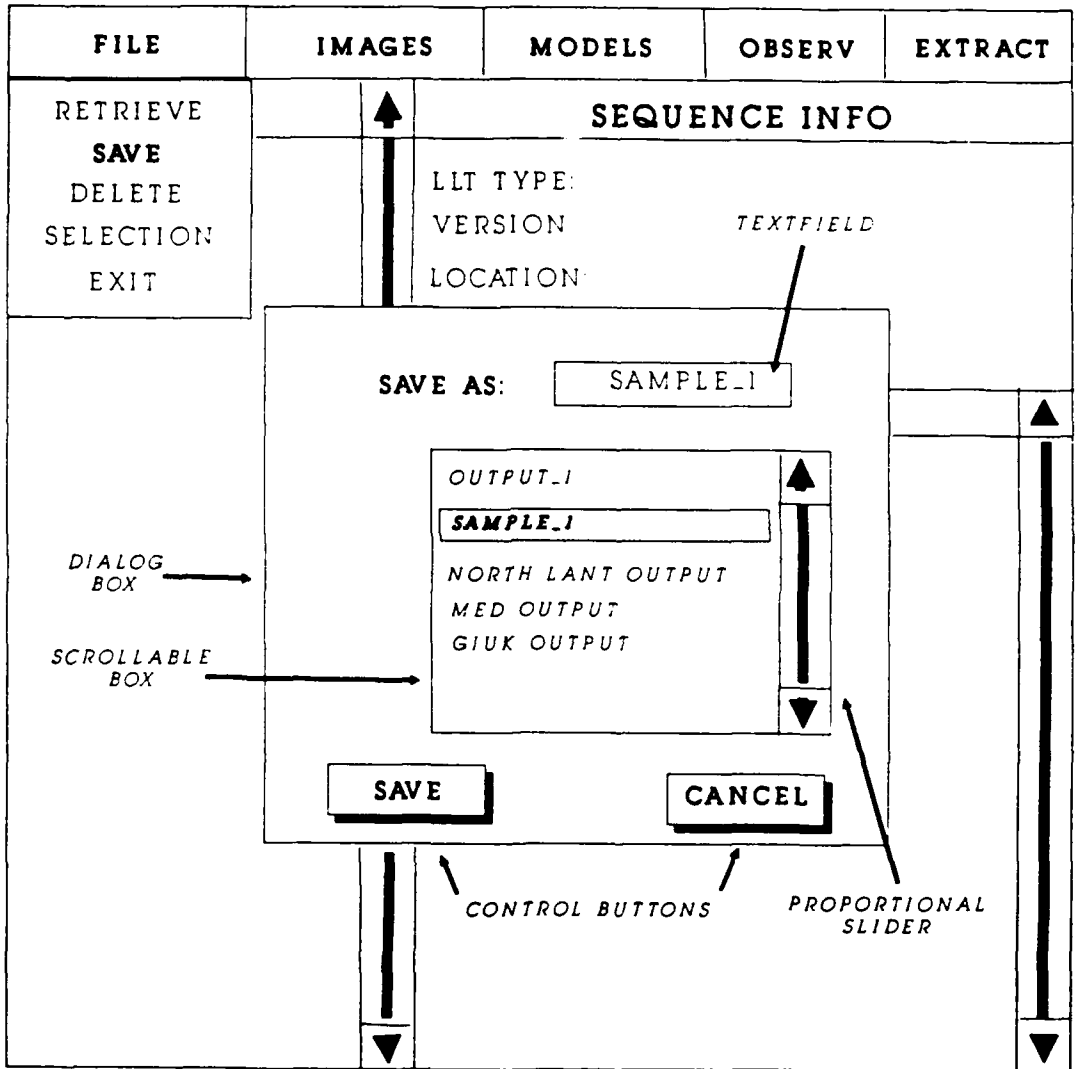 FILE IMAGES MODELS OBSERV EXTRACT
RETRIEVE
SAVE
DELETE
SELECTION
EXIT
SEQUENCE INFO
LLT TYPE:
VERSION
LOCATION:
TEXTFIELD
SAVE AS: SAMPLE_1
OUTPUT_1
SAMPLE_1
NORTH LANT OUTPUT
MED OUTPUT
GIUK OUTPUT
DIALOG
BOX
SCROLLABLE
BOX
SAVE CANCEL
CONTROL BUTTONS
PROPORTIONAL
SLIDER